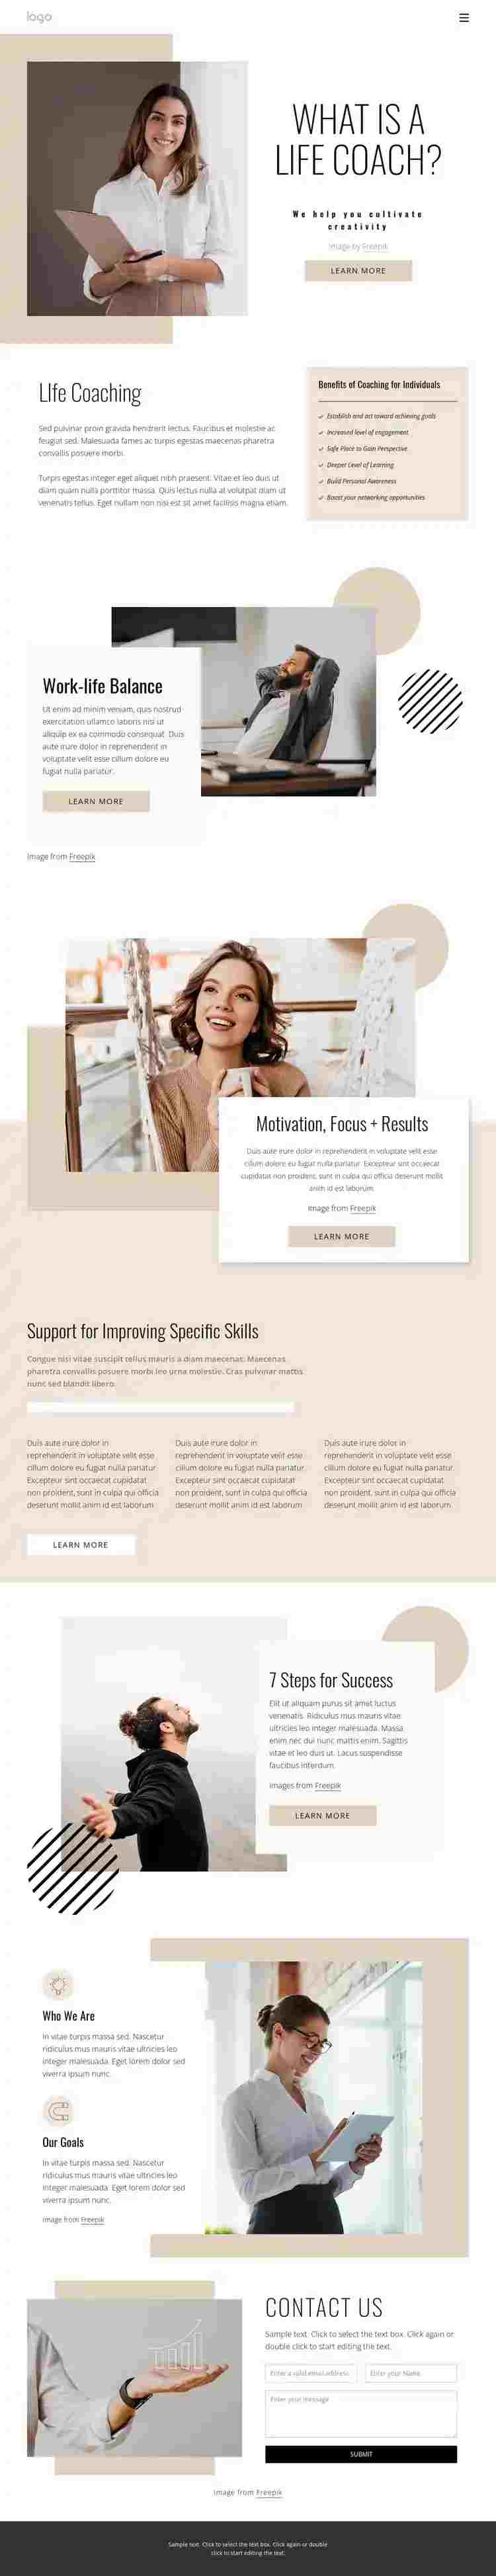 logo
WHAT IS A
LIFE COACH?
We help you cultivate
creativity
Image by Freepik
LEARN MORE
LIfe Coaching
Sed pulvinar proin gravida hendrerit lectus. Faucibus et molestie ac
feugiat sed. Malesuada fames ac turpis egestas maecenas pharetra
convallis posuere morbi.
Turpis egestas integer eget aliquet nibh praesent. Vitae et leo duis ut
diam quam nulla porttitor massa. Quis lectus nulla at volutpat diam ut
venenatis tellus. Eget nullam non nisi est sit amet facilisis magna etiam.
Benefits of Coaching for Individuals
Establish and act toward achieving goals
Increased level of engagement
Safe Place to Gain Perspective
Deeper Level of Learning
Build Personal Awareness
Boost your networking opportunities
Work-life Balance
Ut enim ad minim veniam, quis nostrud
exercitation ullamco laboris nisi ut
aliquip ex ea commodo consequat. Duis
aute irure dolor in reprehenderit in
voluptate velit esse cillum dolore eu
fugiat nulla pariatur.
LEARN MORE
Image from Freepik
Motivation, Focus + Results
Duis aute irure dolor in reprehenderit in voluptate velit esse
cillum dolore eu fugiat nulla pariatur. Excepteur sint occaecat
cupidatat non proident, sunt in culpa qui officia deserunt mollit
anim id est laborum.
Image from Freepik
LEARN MORE
Support for Improving Specific Skills
Congue nisi vitae suscipit tellus mauris a diam maecenas. Maecenas
pharetra convallis posuere morbi leo urna molestie. Cras pulvinar mattis
nunc sed blandit libero.
Duis aute irure dolor in
reprehenderit in voluptate velit esse
cillum dolore eu fugiat nulla pariatur.
Excepteur sint occaecat cupidatat
non proident, sunt in culpa qui officia
deserunt mollit anim id est laborum.
Duis aute irure dolor in
reprehenderit in voluptate velit esse
cillum dolore eu fugiat nulla pariatur.
Excepteur sint occaecat cupidatat
non proident, sunt in culpa qui officia
deserunt mollit anim id est laborum.
Duis aute irure dolor in
reprehenderit in voluptate velit esse
cillum dolore eu fugiat nulla pariatur.
Excepteur sint occaecat cupidatat
non proident, sunt in culpa qui officia
deserunt mollit anim id est laborum.
LEARN MORE
7 Steps for Success
Elit ut aliquam purus sit amet luctus
venenatis. Ridiculus mus mauris vitae
ultricies leo integer malesuada. Massa
enim nec dui nunc mattis enim. Sagittis
vitae et leo duis ut. Lacus suspendisse
faucibus interdum.
Images from Freepik
LEARN MORE
Who We Are
In vitae turpis massa sed. Nascetur
ridiculus mus mauris vitae ultricies leo
integer malesuada. Eget lorem dolor sed
viverra ipsum nunc.
Our Goals
In vitae turpis massa sed. Nascetur
ridiculus mus mauris vitae ultricies leo
integer malesuada. Eget lorem dolor sed
viverra ipsum nunc.
Image from Freepik
CONTACT US
Sample text. Click to select the text box. Click again or
double click to start editing the text.
Enter a valid email address
Enter your Name
Enter your message
SUBMIT
Image from Freepik
Sample text. Click to select the text box. Click again or double
click to start editing the text.